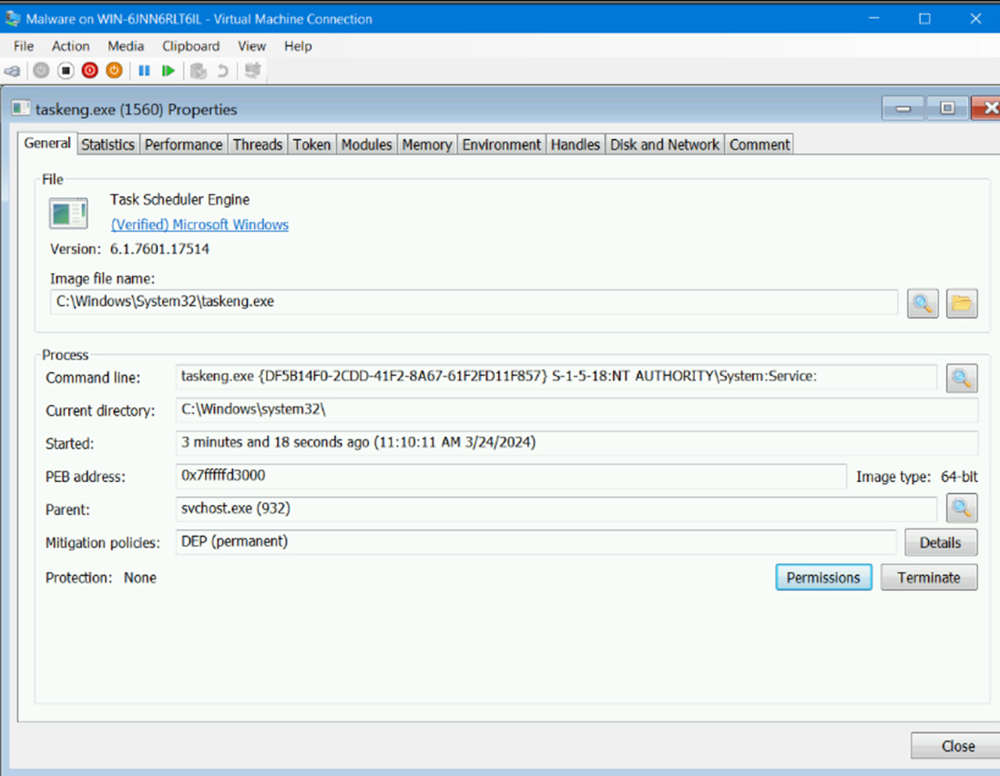 Malware on WIN-6JNN6RLT6IL - Virtual Machine Connection
File Action Media Clipboard View Help
taskeng.exe (1560) Properties
General Statistics Performance Threads Token Modules Memory Environment Handles Disk and Network Comment
File
Task Scheduler Engine
(Verified) Microsoft Windows
Version: 6.1.7601.17514
Image file name:
C:\Windows\System32\taskeng.exe
Process
Command line: taskeng.exe {DF5B14F0-2CDD-41F2-8A67-61F2FD11F857} S-1-5-18:NT AUTHORITY\System:Service:
Current directory: C:\Windows\system32\
Started: 3 minutes and 18 seconds ago (11:10:11 AM 3/24/2024)
PEB address: 0x7fffffd3000 Image type: 64-bit
Parent: svchost.exe (932)
Mitigation policies: DEP (permanent) Details
Protection: None Permissions Terminate
Close